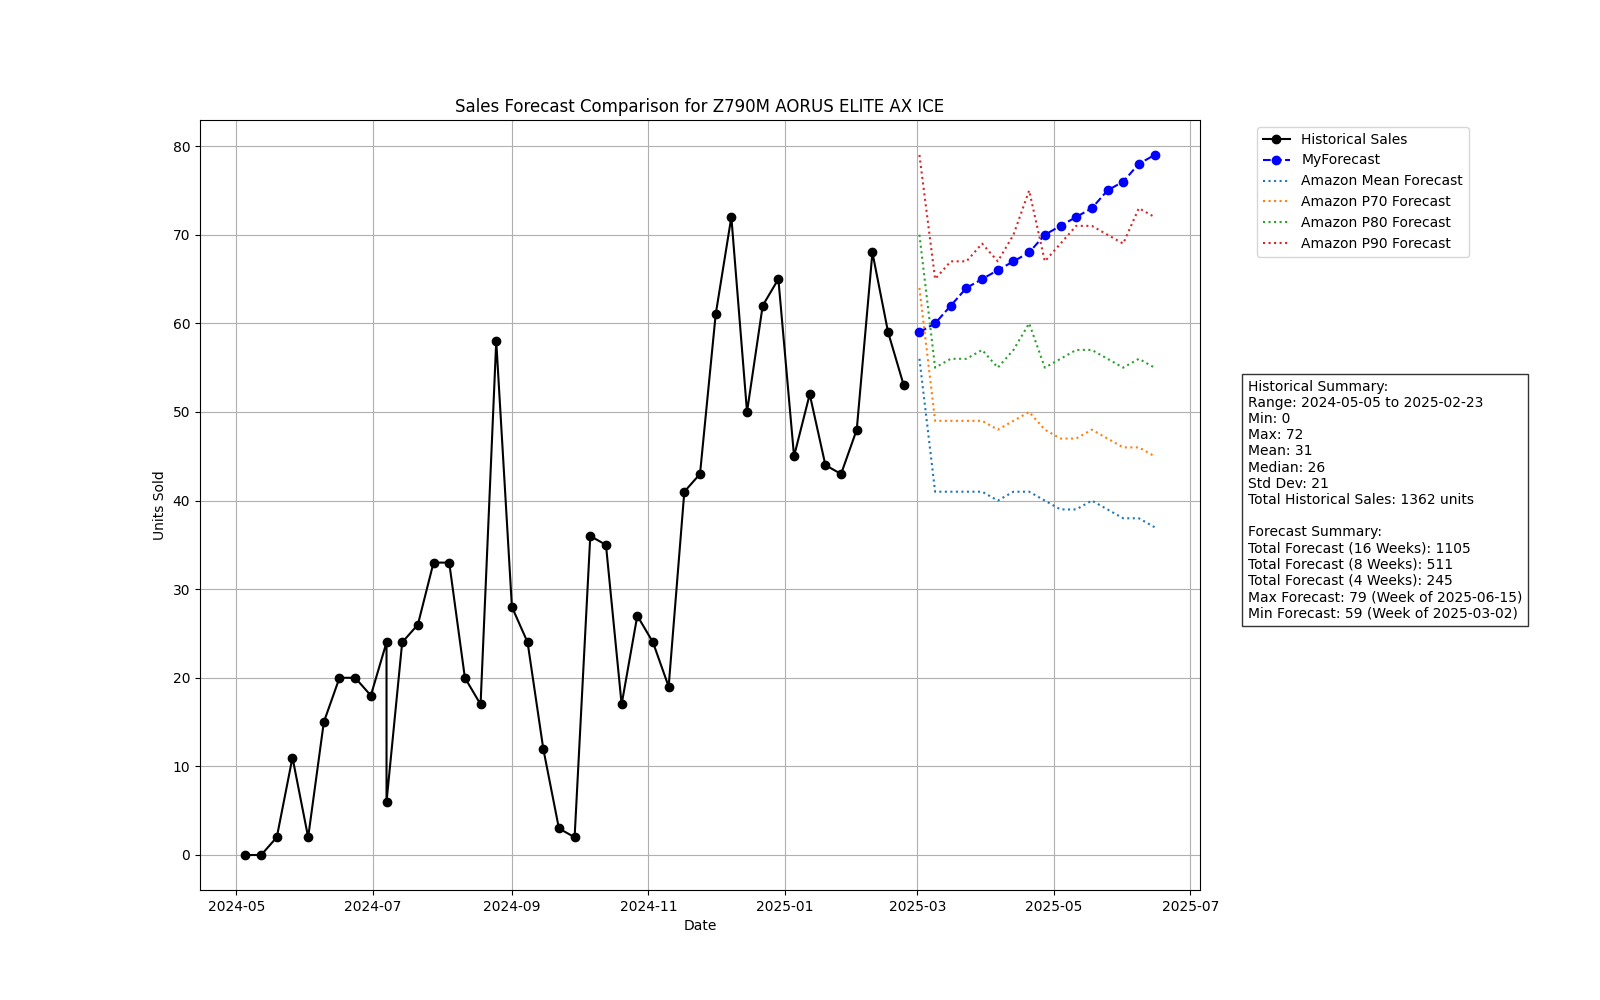 Sales Forecast Comparison for Z790M AORUS ELITE AX ICE
Units Sold
80
70
60
50
40
30
20
10
0
2024-05 2024-07 2024-09 2024-11 2025-01 2025-03 2025-05 2025-07
Date
Historical Sales
MyForecast
Amazon Mean Forecast
Amazon P70 Forecast
Amazon P80 Forecast
Amazon P90 Forecast
Historical Summary:
Range: 2024-05-05 to 2025-02-23
Min: 0
Max: 72
Mean: 31
Median: 26
Std Dev: 21
Total Historical Sales: 1362 units
Forecast Summary:
Total Forecast (16 Weeks): 1105
Total Forecast (8 Weeks): 511
Total Forecast (4 Weeks): 245
Max Forecast: 79 (Week of 2025-06-15)
Min Forecast: 59 (Week of 2025-03-02)